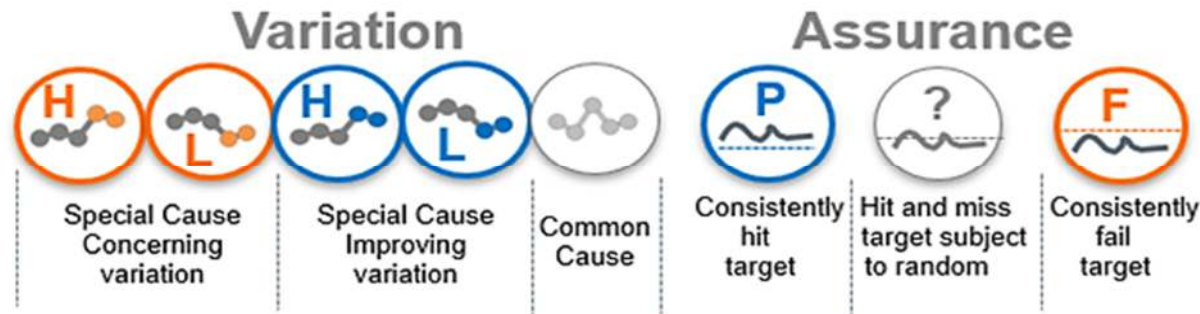 Variation
Assurance
H
L
H
L
P
?
F
Special Cause
Concerning
variation
Special Cause
Improving
variation
Common
Cause
Consistently
hit
target
Hit and miss
target subject
to random
Consistently
fail
target